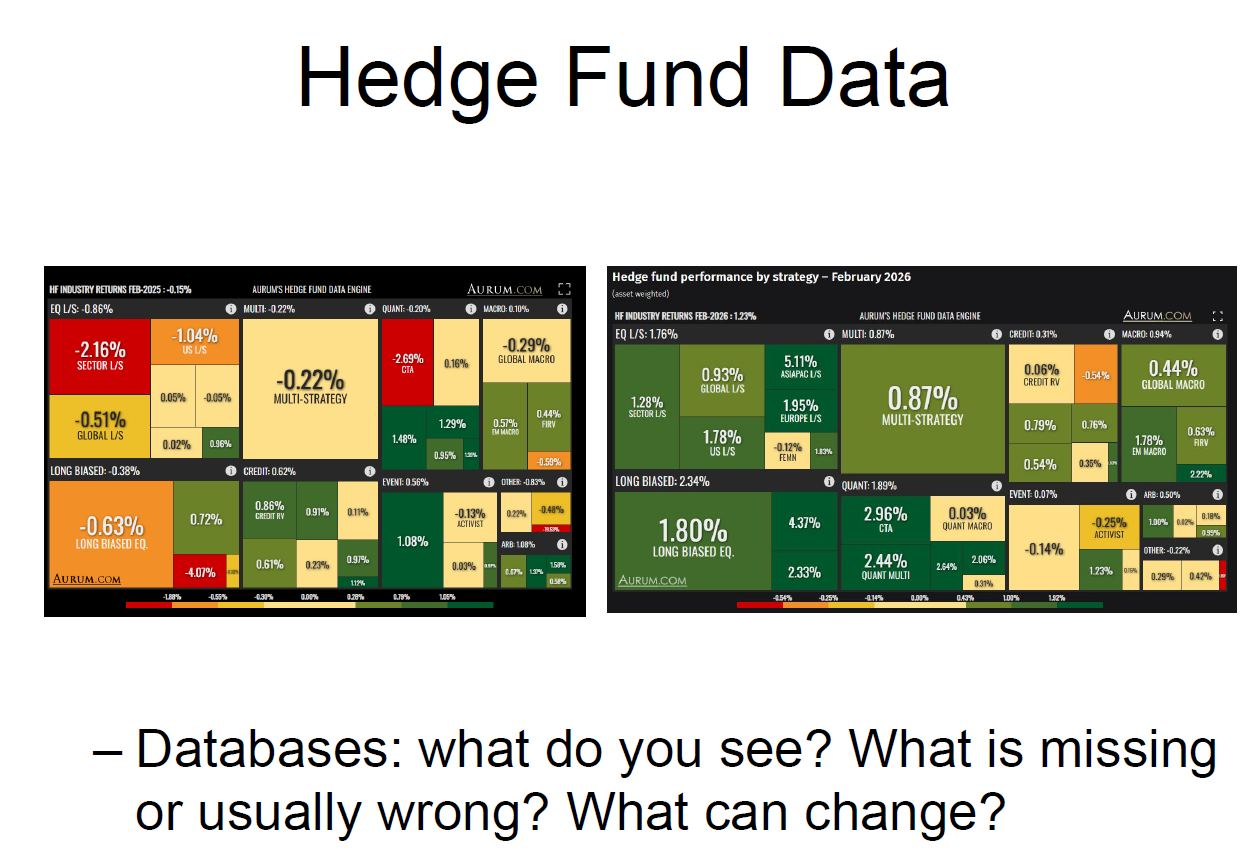 Hedge Fund Data
HF INDUSTRY RETURNS FEB-2025 : -0.15%
AURUM'S HEDGE FUND DATA ENGINE
AURUM.COM
EQ L/S: -0.86%
-2.16%
SECTOR L/S
-1.04%
US L/S
-0.51%
GLOBAL L/S
0.05%
-0.05%
0.02%
0.96%
MULTI: -0.22%
-0.22%
MULTI-STRATEGY
QUANT: -0.20%
-2.69%
CTA
0.16%
1.48%
1.29%
0.95%
MACRO: 0.10%
-0.29%
GLOBAL MACRO
0.57%
EM MACRO
0.44%
FIRV
-0.59%
LONG BIASED: -0.38%
-0.63%
LONG BIASED EQ.
0.72%
-4.07%
AURUM.COM
CREDIT: 0.62%
0.86%
CREDIT RV
0.91%
0.11%
0.61%
0.23%
0.97%
1.12%
EVENT: 0.56%
1.08%
-0.13%
ACTIVIST
0.03%
OTHER: -0.83%
0.22%
-0.48%
ARB: 1.08%
0.67%
1.37%
1.58%
0.58%
-1.88%
-0.55%
-0.30%
0.00%
0.28%
0.79%
1.05%
Hedge fund performance by strategy – February 2026
(asset weighted)
HF INDUSTRY RETURNS FEB-2026 : 1.23%
AURUM'S HEDGE FUND DATA ENGINE
AURUM.COM
EQ L/S: 1.76%
1.28%
SECTOR L/S
0.93%
GLOBAL L/S
1.78%
US L/S
5.11%
ASIAPAC L/S
1.95%
EUROPE L/S
-0.12%
FEMN
1.83%
MULTI: 0.87%
0.87%
MULTI-STRATEGY
CREDIT: 0.31%
0.06%
CREDIT RV
-0.54%
0.79%
0.76%
0.54%
0.35%
MACRO: 0.94%
0.44%
GLOBAL MACRO
1.78%
EM MACRO
0.63%
FIRV
2.22%
LONG BIASED: 2.34%
1.80%
LONG BIASED EQ.
4.37%
2.33%
AURUM.COM
QUANT: 1.89%
2.96%
CTA
0.03%
QUANT MACRO
2.44%
QUANT MULTI
2.64%
2.06%
0.31%
EVENT: 0.07%
-0.14%
-0.25%
ACTIVIST
1.23%
ARB: 0.50%
1.00%
0.02%
0.18%
0.95%
OTHER: -0.22%
0.29%
0.42%
-0.54%
-0.25%
-0.14%
0.00%
0.43%
1.00%
1.92%
– Databases: what do you see? What is missing
or usually wrong? What can change?